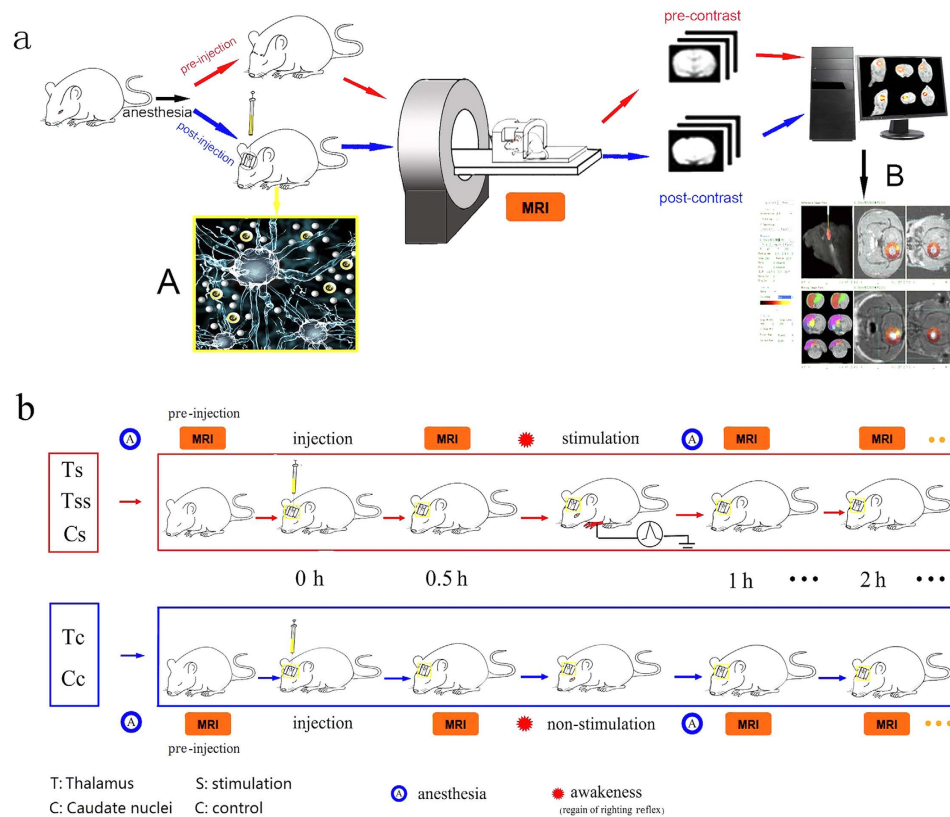 a
pre-injection
anesthesia
post-injection
A
MRI
pre-contrast
post-contrast
B
b
pre-injection
A MRI injection MRI stimulation A MRI MRI
Ts
Tss
Cs
0 h 0.5 h 1 h ••• 2 h •••
Tc
Cc
A MRI injection MRI non-stimulation A MRI MRI
pre-injection
T: Thalamus S: stimulation
C: Caudate nuclei C: control
A anesthesia
awakeness
(regain of righting reflex)